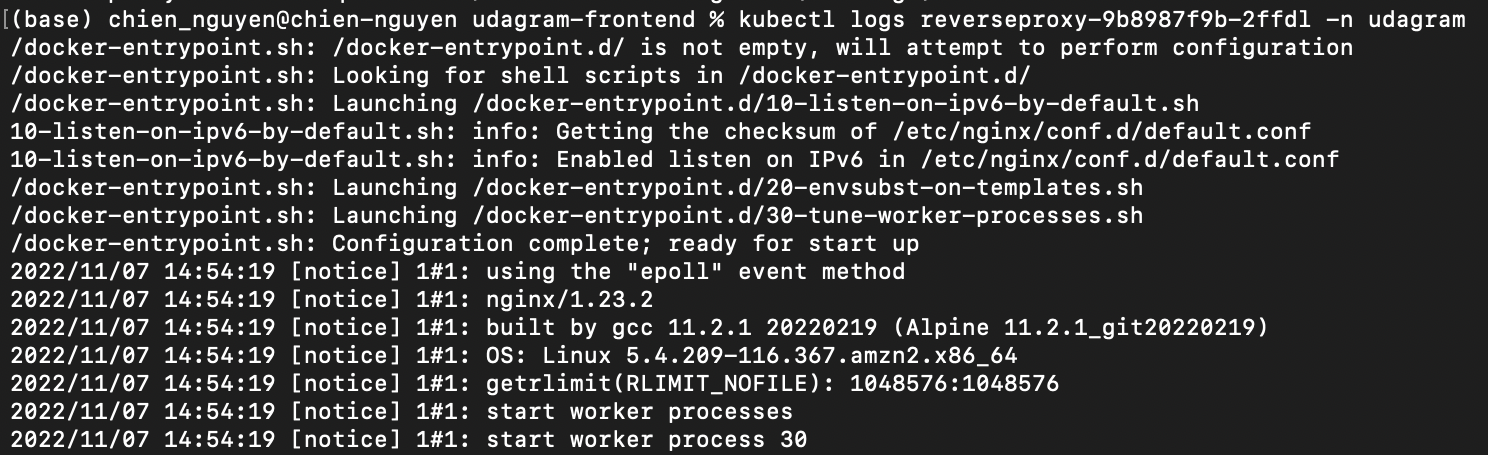 (base) chien_nguyen@chien-nguyen udagram-frontend % kubectl logs reverseproxy-9b8987f9b-2ffdl -n udagram
/docker-entrypoint.sh: /docker-entrypoint.d/ is not empty, will attempt to perform configuration
/docker-entrypoint.sh: Looking for shell scripts in /docker-entrypoint.d/
/docker-entrypoint.sh: Launching /docker-entrypoint.d/10-listen-on-ipv6-by-default.sh
10-listen-on-ipv6-by-default.sh: info: Getting the checksum of /etc/nginx/conf.d/default.conf
10-listen-on-ipv6-by-default.sh: info: Enabled listen on IPv6 in /etc/nginx/conf.d/default.conf
/docker-entrypoint.sh: Launching /docker-entrypoint.d/20-envsubst-on-templates.sh
/docker-entrypoint.sh: Launching /docker-entrypoint.d/30-tune-worker-processes.sh
/docker-entrypoint.sh: Configuration complete; ready for start up
2022/11/07 14:54:19 [notice] 1#1: using the "epoll" event method
2022/11/07 14:54:19 [notice] 1#1: nginx/1.23.2
2022/11/07 14:54:19 [notice] 1#1: built by gcc 11.2.1 20220219 (Alpine 11.2.1_git20220219)
2022/11/07 14:54:19 [notice] 1#1: OS: Linux 5.4.209-116.367.amzn2.x86_64
2022/11/07 14:54:19 [notice] 1#1: getrlimit(RLIMIT_NOFILE): 1048576:1048576
2022/11/07 14:54:19 [notice] 1#1: start worker processes
2022/11/07 14:54:19 [notice] 1#1: start worker process 30